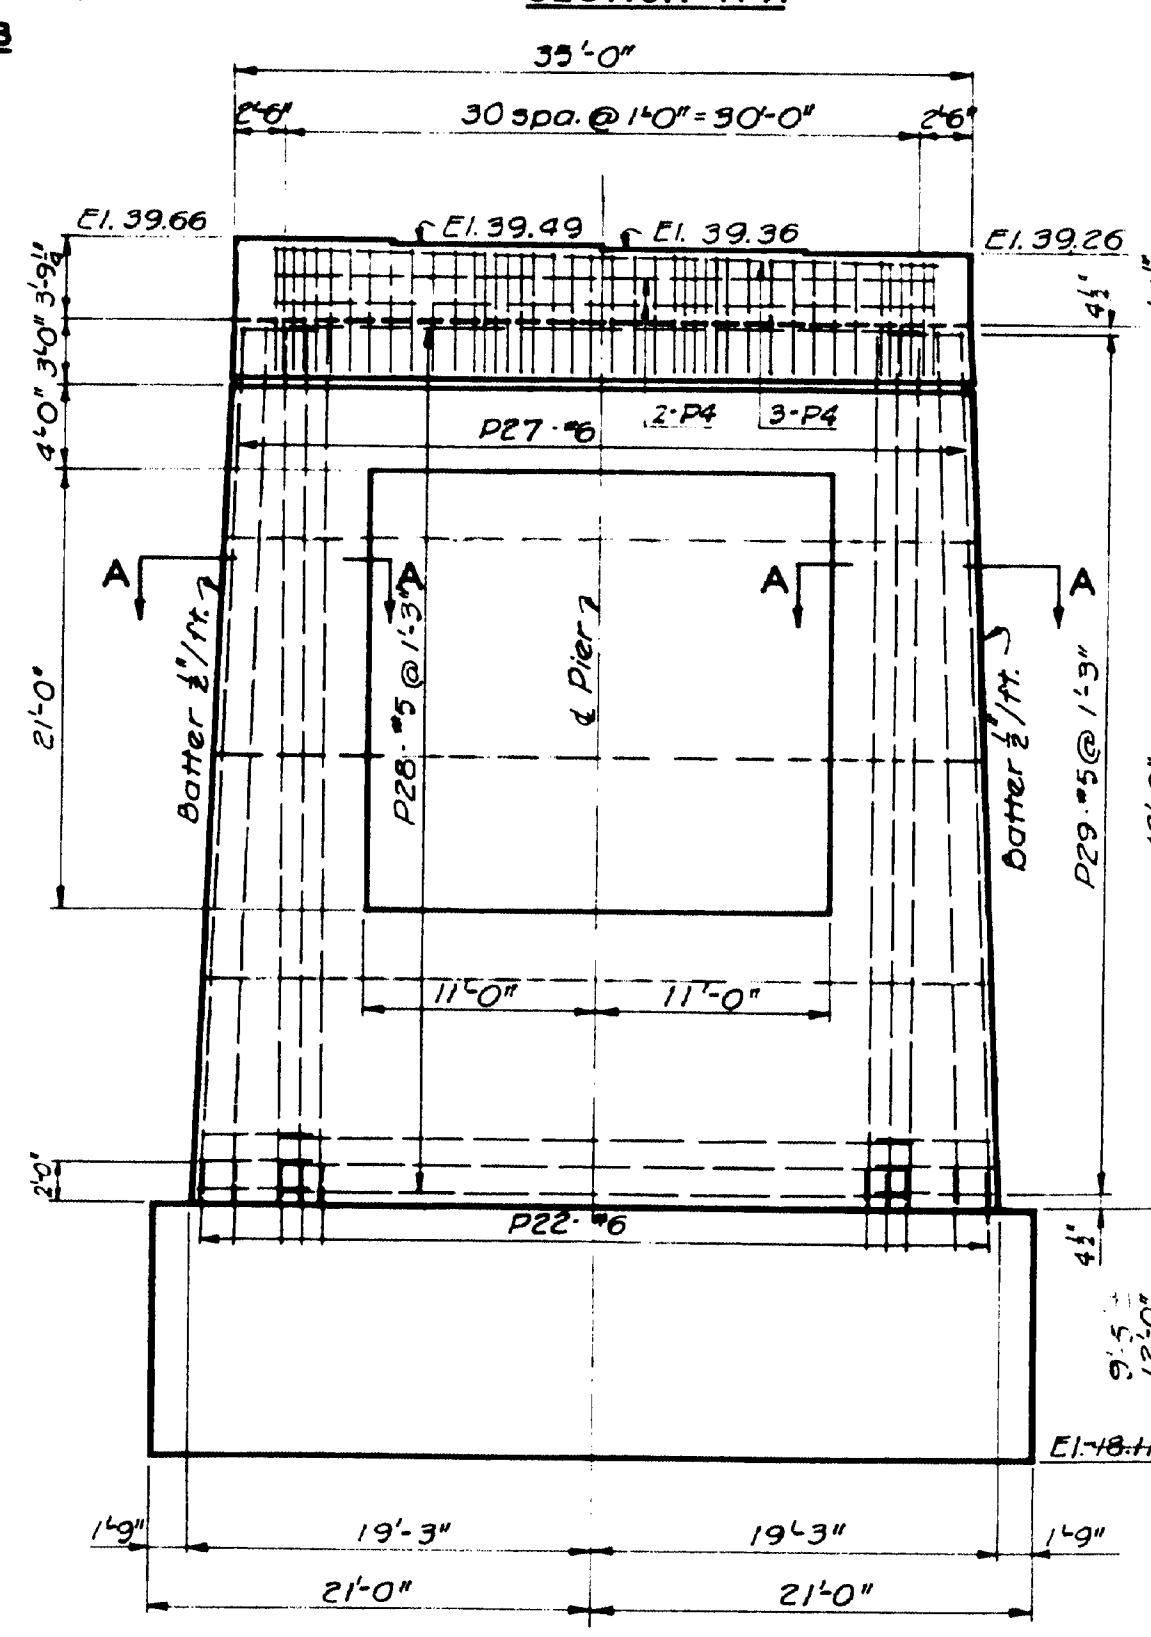 B
35'-0"
2'-6"
30 spa. @ 1'-0" = 30'-0"
2'-6"
El. 39.66
El. 39.49
El. 39.36
El. 39.26
3'-9¼"
4½"
3'-0"
4'-0"
2-P4
3-P4
P27-#6
A
A
A
A
Batter ½"/ft.
P28-#5 @ 1'-3"
℄ Pier
Batter ½"/ft.
P29-#5 @ 1'-3"
21'-0"
11'-0"
11'-0"
2'-0"
P22-#6
4½"
9'-5
12'-0"
1'-9"
19'-3"
19'-3"
1'-9"
21'-0"
21'-0"